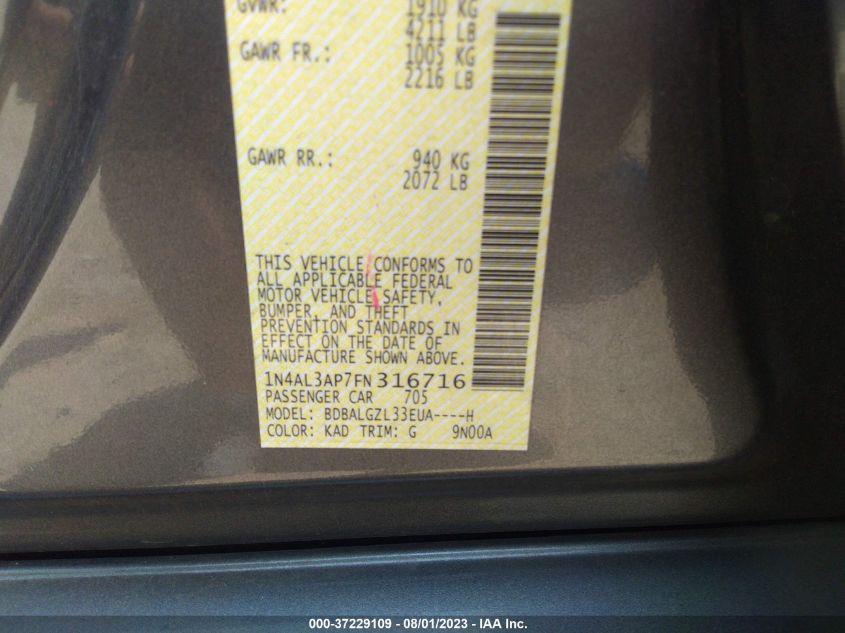 GVWR: 1910 KG
4211 LB
GAWR FR.: 1005 KG
2216 LB
GAWR RR.: 940 KG
2072 LB
THIS VEHICLE CONFORMS TO
ALL APPLICABLE FEDERAL
MOTOR VEHICLE SAFETY,
BUMPER, AND THEFT
PREVENTION STANDARDS IN
EFFECT ON THE DATE OF
MANUFACTURE SHOWN ABOVE.
1N4AL3AP7FN316716
PASSENGER CAR 705
MODEL: BDBALGZL33EUA----H
COLOR: KAD TRIM: G 9N00A
000-37229109 - 08/01/2023 - IAA Inc.